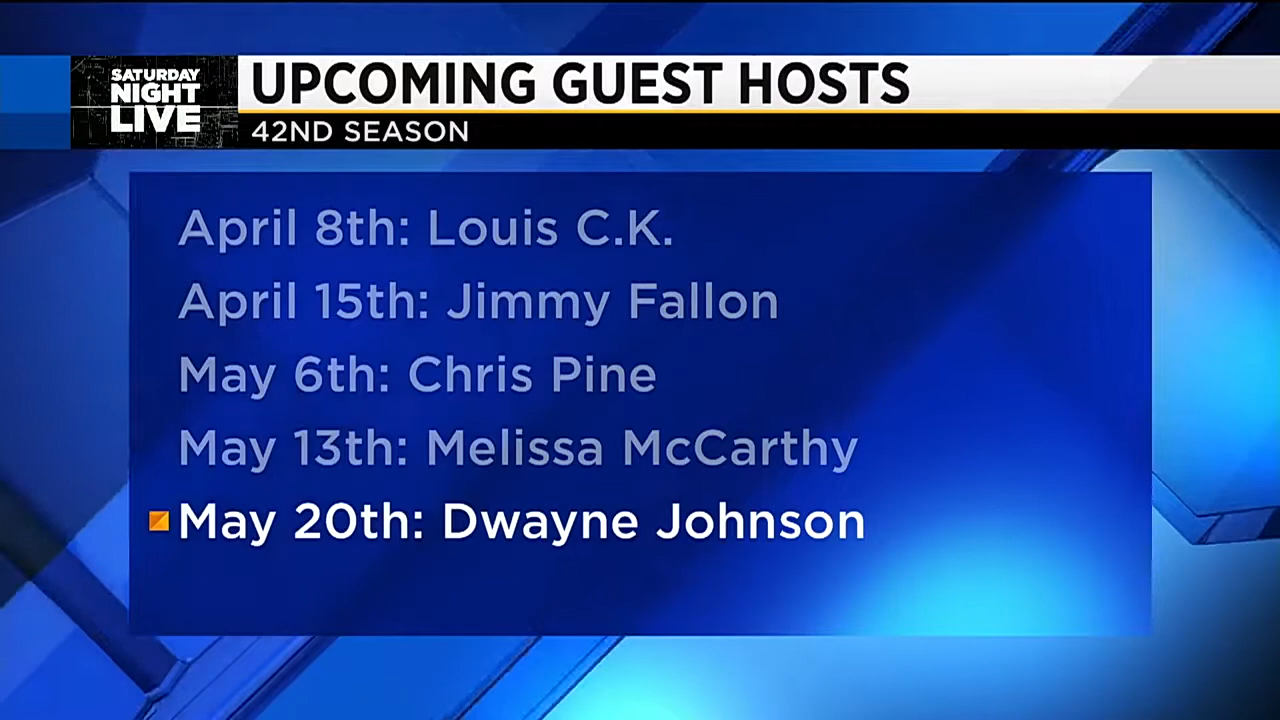 SATURDAY
NIGHT
LIVE
UPCOMING GUEST HOSTS
42ND SEASON
April 8th: Louis C.K.
April 15th: Jimmy Fallon
May 6th: Chris Pine
May 13th: Melissa McCarthy
May 20th: Dwayne Johnson